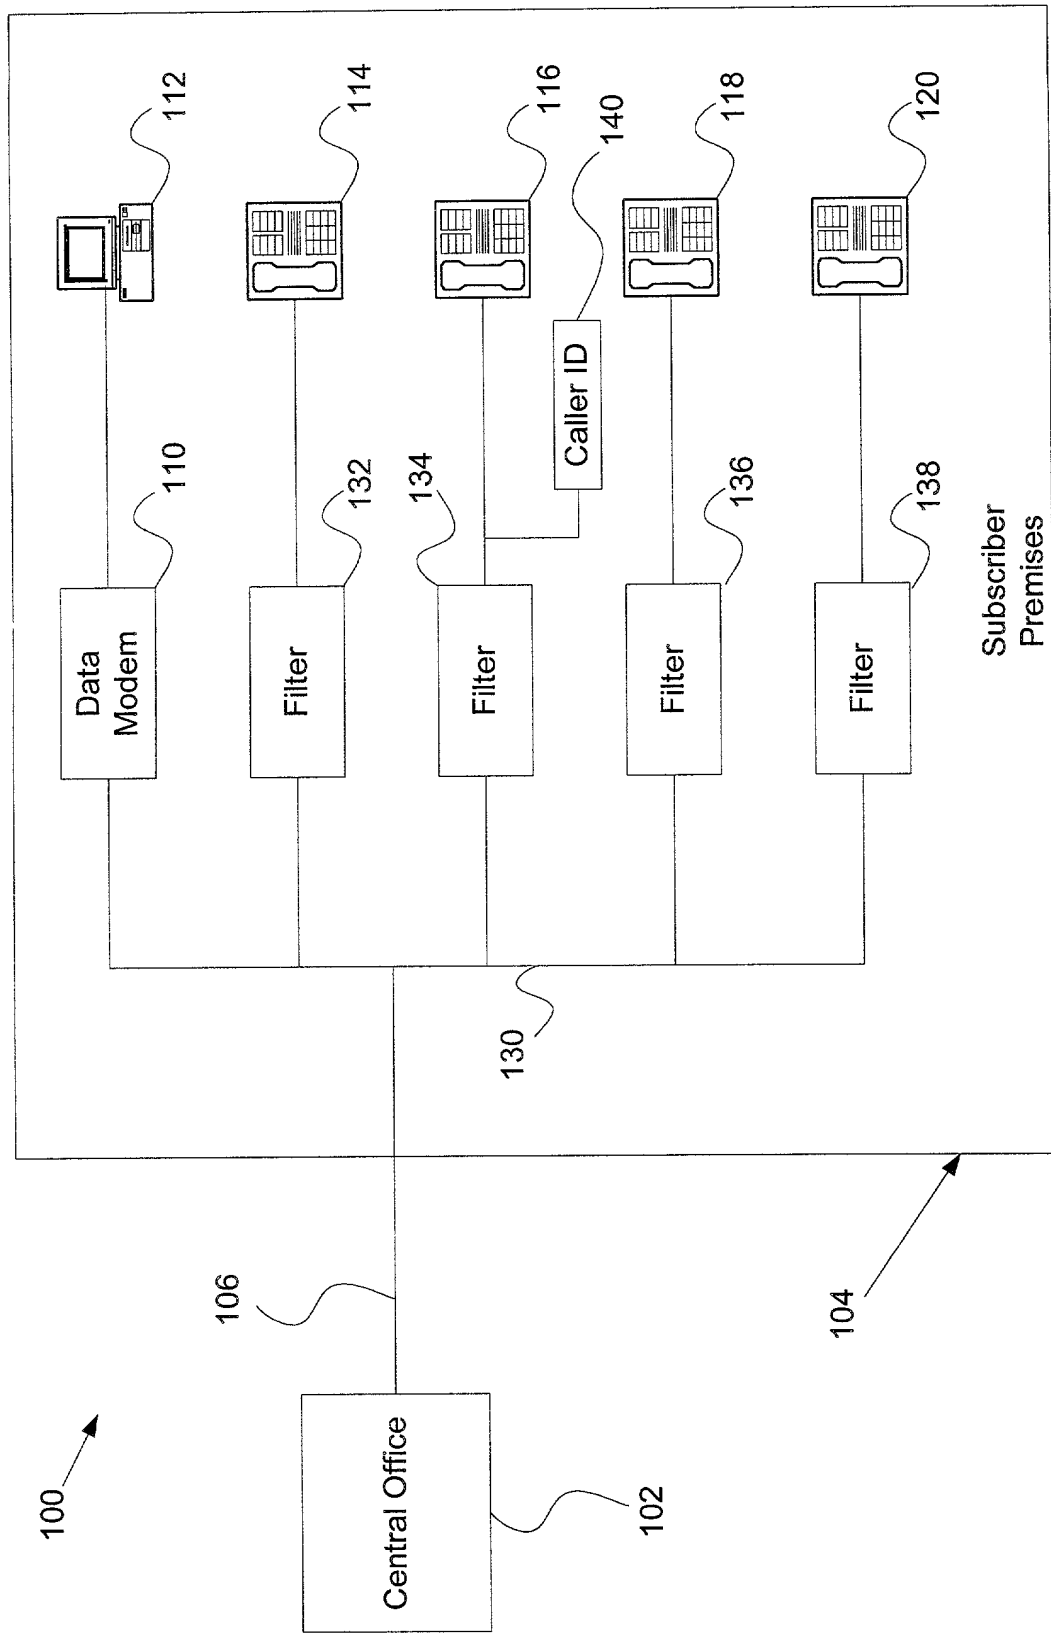 100
Central Office
102
106
104
130
Data
Modem
110
112
Filter
132
114
Filter
134
116
Caller ID
140
Filter
136
118
Filter
138
120
Subscriber
Premises